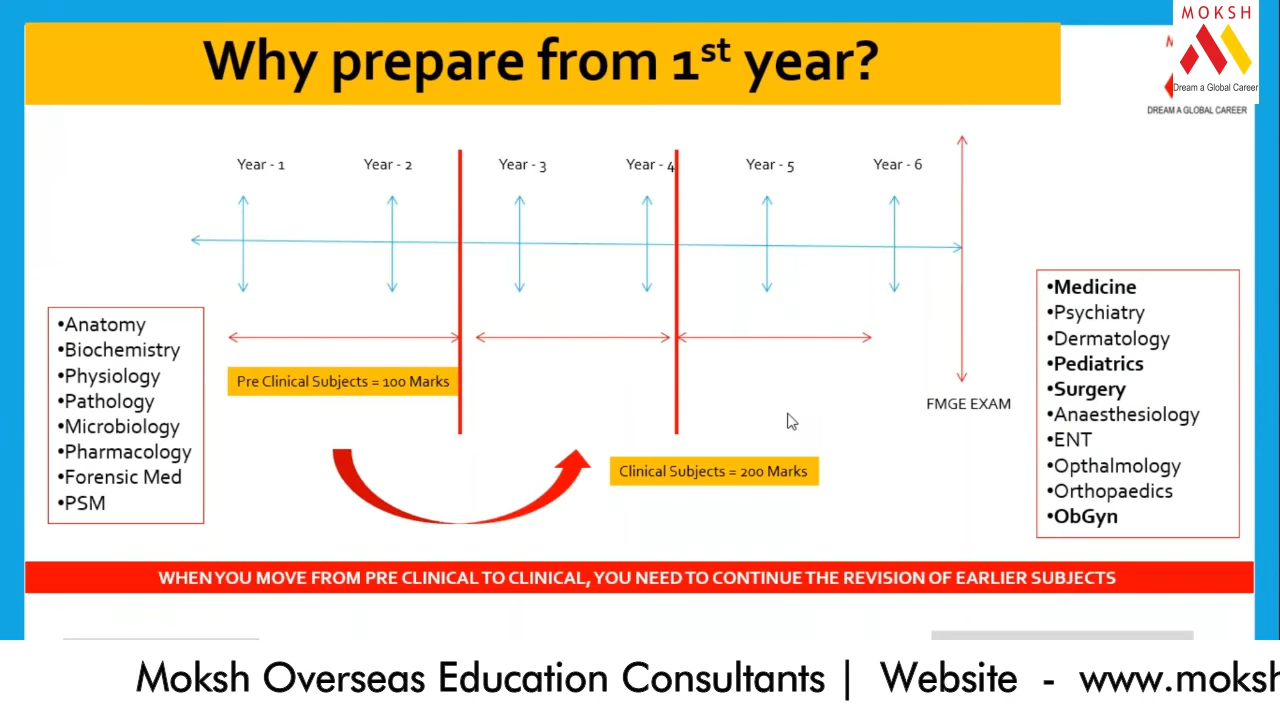 Why prepare from 1st year?
MOKSH
Dream a Global Career
DREAM A GLOBAL CAREER
Year - 1
Year - 2
Year - 3
Year - 4
Year - 5
Year - 6
•Anatomy
•Biochemistry
•Physiology
•Pathology
•Microbiology
•Pharmacology
•Forensic Med
•PSM
Pre Clinical Subjects = 100 Marks
Clinical Subjects = 200 Marks
FMGE EXAM
•Medicine
•Psychiatry
•Dermatology
•Pediatrics
•Surgery
•Anaesthesiology
•ENT
•Opthalmology
•Orthopaedics
•ObGyn
WHEN YOU MOVE FROM PRE CLINICAL TO CLINICAL, YOU NEED TO CONTINUE THE REVISION OF EARLIER SUBJECTS
Moksh Overseas Education Consultants | Website - www.moksh